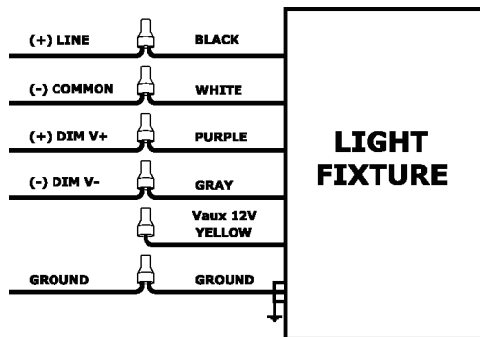 (+) LINE BLACK
(-) COMMON WHITE
(+) DIM V+ PURPLE
(-) DIM V- GRAY
Vaux 12V
YELLOW
GROUND GROUND
LIGHT
FIXTURE